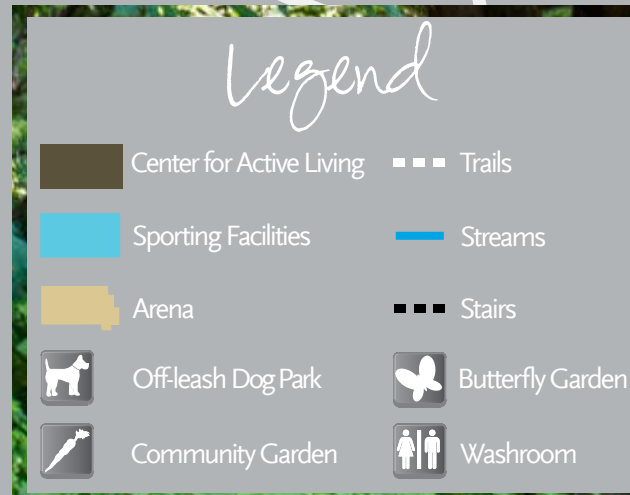 Legend
Center for Active Living
Trails
Sporting Facilities
Streams
Arena
Stairs
Off-leash Dog Park
Butterfly Garden
Community Garden
Washroom